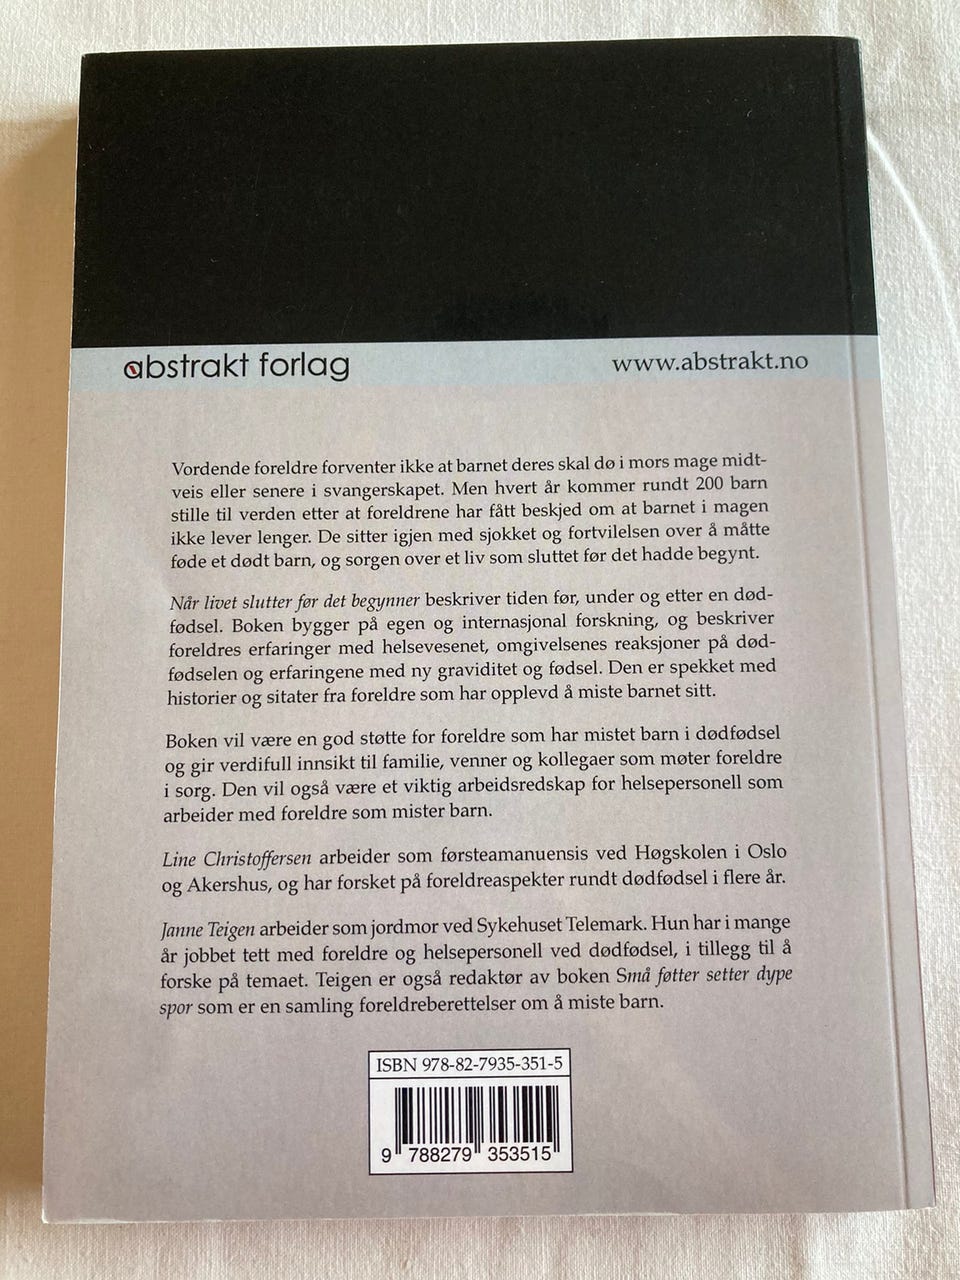 abstrakt forlag
www.abstrakt.no
Vordende foreldre forventer ikke at barnet deres skal dø i mors mage midt-
veis eller senere i svangerskapet. Men hvert år kommer rundt 200 barn
stille til verden etter at foreldrene har fått beskjed om at barnet i magen
ikke lever lenger. De sitter igjen med sjokket og fortvilelsen over å måtte
føde et dødt barn, og sorgen over et liv som sluttet før det hadde begynt.
Når livet slutter før det begynner beskriver tiden før, under og etter en død-
fødsel. Boken bygger på egen og internasjonal forskning, og beskriver
foreldres erfaringer med helsevesenet, omgivelsenes reaksjoner på død-
fødselen og erfaringene med ny graviditet og fødsel. Den er spekket med
historier og sitater fra foreldre som har opplevd å miste barnet sitt.
Boken vil være en god støtte for foreldre som har mistet barn i dødfødsel
og gir verdifull innsikt til familie, venner og kollegaer som møter foreldre
i sorg. Den vil også være et viktig arbeidsredskap for helsepersonell som
arbeider med foreldre som mister barn.
Line Christoffersen arbeider som førsteamanuensis ved Høgskolen i Oslo
og Akershus, og har forsket på foreldreaspekter rundt dødfødsel i flere år.
Janne Teigen arbeider som jordmor ved Sykehuset Telemark. Hun har i mange
år jobbet tett med foreldre og helsepersonell ved dødfødsel, i tillegg til å
forske på temaet. Teigen er også redaktør av boken Små føtter setter dype
spor som er en samling foreldreberettelser om å miste barn.
ISBN 978-82-7935-351-5
9 788279 353515